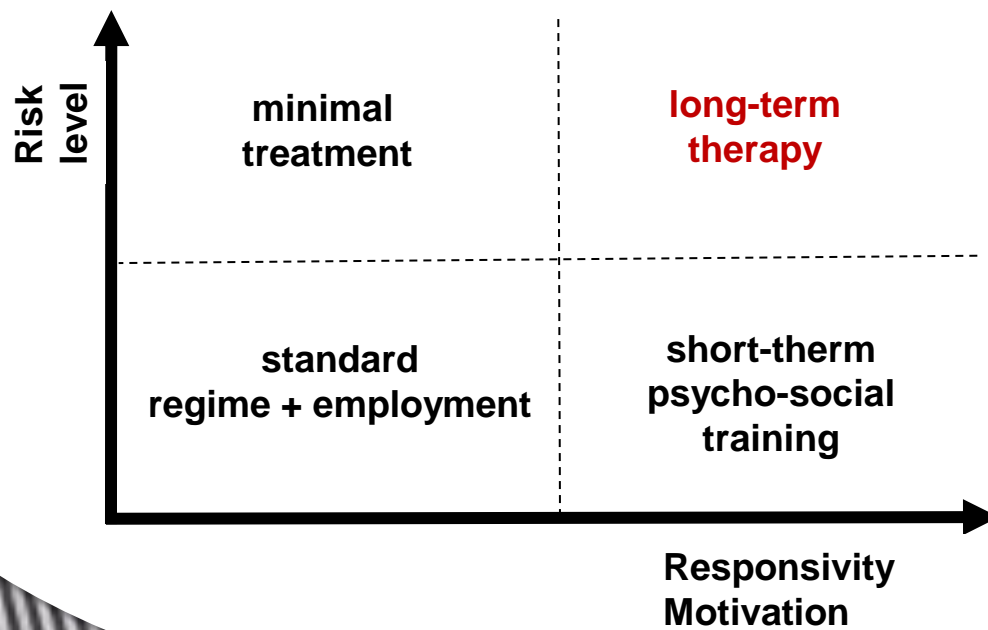 Risk
level
minimal
treatment
long-term
therapy
standard
regime + employment
short-therm
psycho-social
training
Responsivity
Motivation